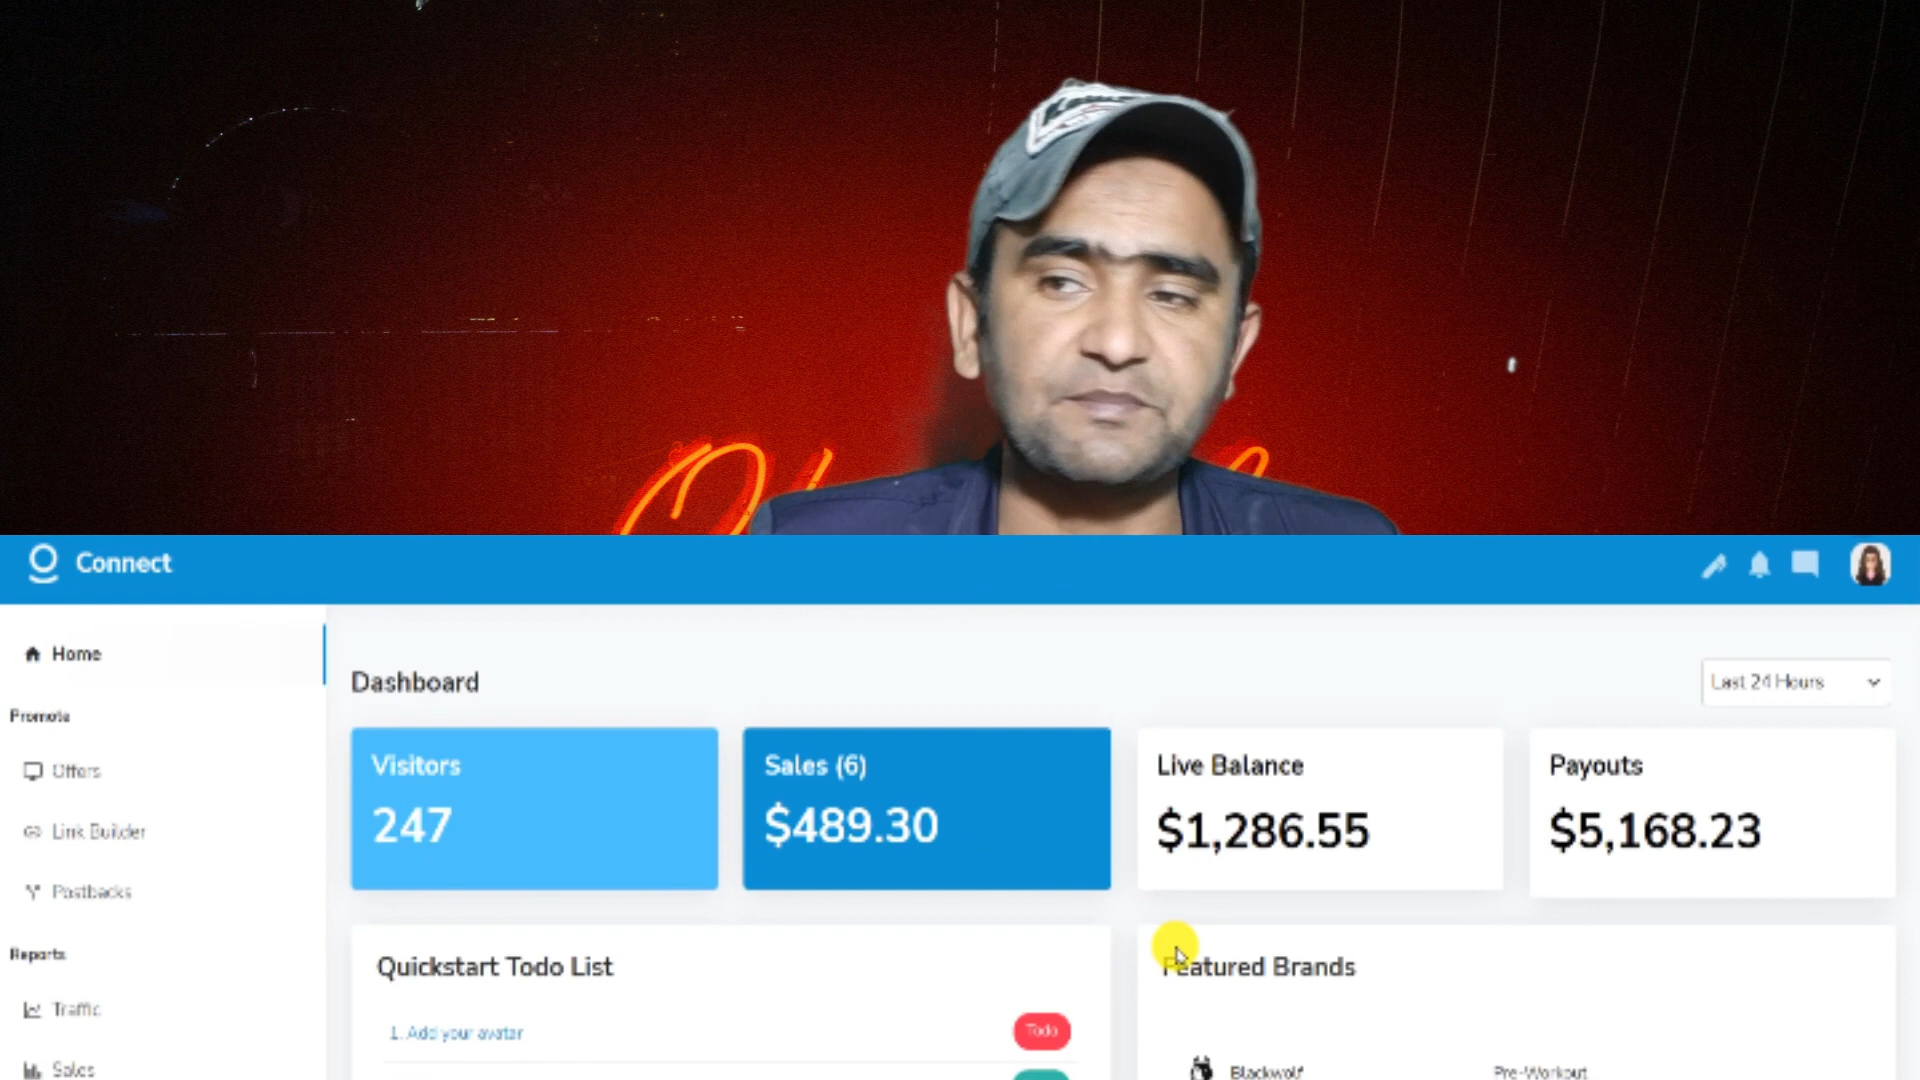 Connect
Home
Dashboard
Last 24 Hours
Promote
Offers
Link Builder
Postbacks
Reports
Traffic
Sales
Visitors
247
Sales (6)
$489.30
Live Balance
$1,286.55
Payouts
$5,168.23
Quickstart Todo List
1. Add your avatar
Todo
Featured Brands
Blackwolf
Pre-Workout